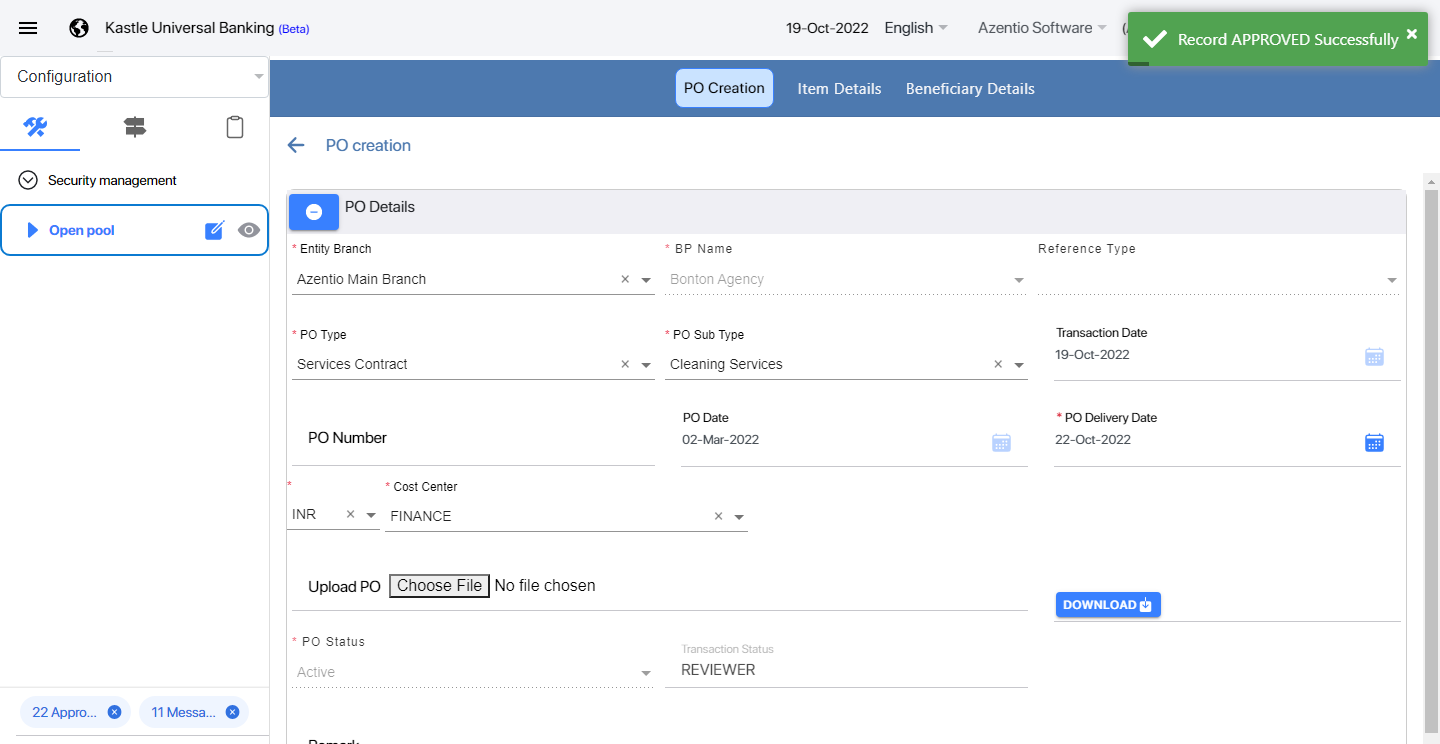 Kastle Universal Banking (Beta)
19-Oct-2022
English
Azentio Software
Record APPROVED Successfully
Configuration
PO Creation
Item Details
Beneficiary Details
PO creation
Security management
Open pool
PO Details
* Entity Branch
* BP Name
Reference Type
Azentio Main Branch
Bonton Agency
* PO Type
* PO Sub Type
Transaction Date
Services Contract
Cleaning Services
19-Oct-2022
PO Number
PO Date
* PO Delivery Date
02-Mar-2022
22-Oct-2022
*
* Cost Center
INR
FINANCE
Upload PO Choose File No file chosen
DOWNLOAD
* PO Status
Transaction Status
Active
REVIEWER
22 Appro...
11 Messa...
Remark